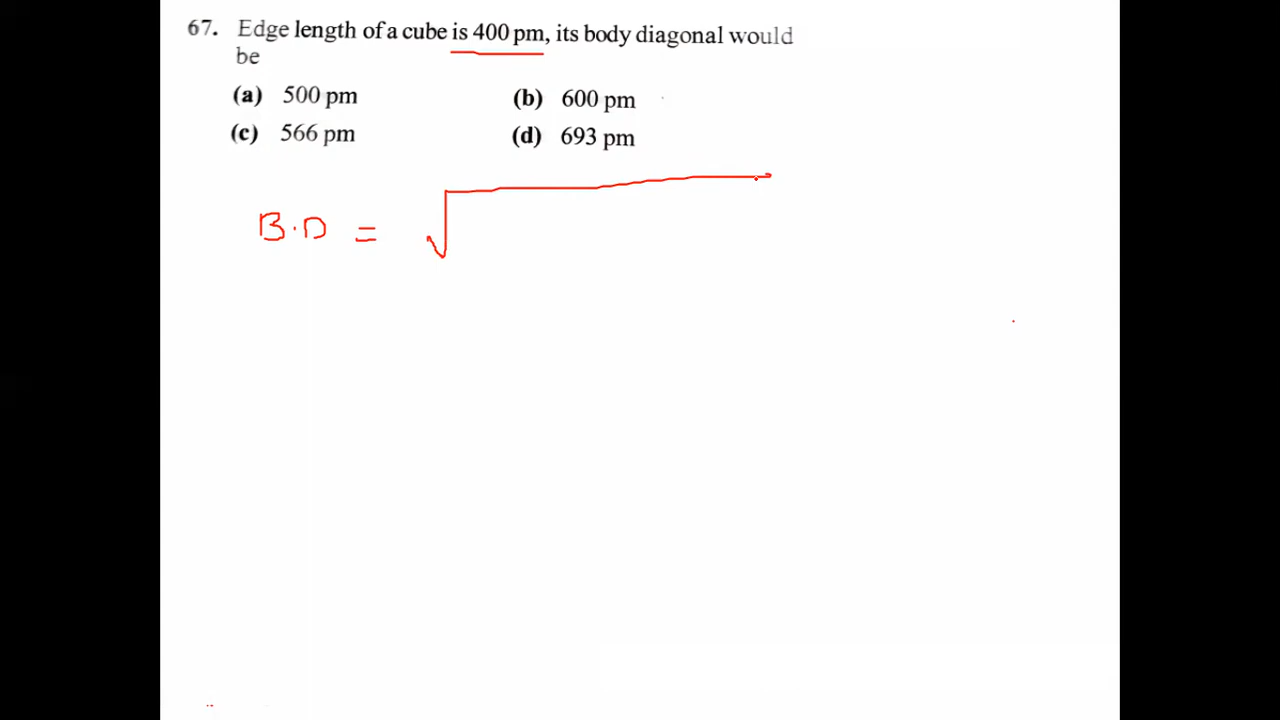 67. Edge length of a cube is 400 pm, its body diagonal would
be
(a) 500 pm (b) 600 pm
(c) 566 pm (d) 693 pm
B.D = √